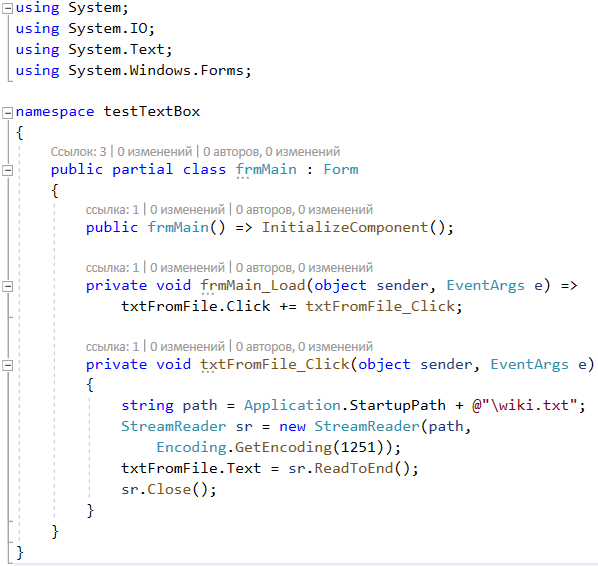 using System;
using System.IO;
using System.Text;
using System.Windows.Forms;
namespace testTextBox
{
Ссылок: 3 | 0 изменений | 0 авторов, 0 изменений
public partial class frmMain : Form
{
ссылка: 1 | 0 изменений | 0 авторов, 0 изменений
public frmMain() => InitializeComponent();
ссылка: 1 | 0 изменений | 0 авторов, 0 изменений
private void frmMain_Load(object sender, EventArgs e) =>
txtFromFile.Click += txtFromFile_Click;
ссылка: 1 | 0 изменений | 0 авторов, 0 изменений
private void txtFromFile_Click(object sender, EventArgs e)
{
string path = Application.StartupPath + @"\wiki.txt";
StreamReader sr = new StreamReader(path,
Encoding.GetEncoding(1251));
txtFromFile.Text = sr.ReadToEnd();
sr.Close();
}
}
}